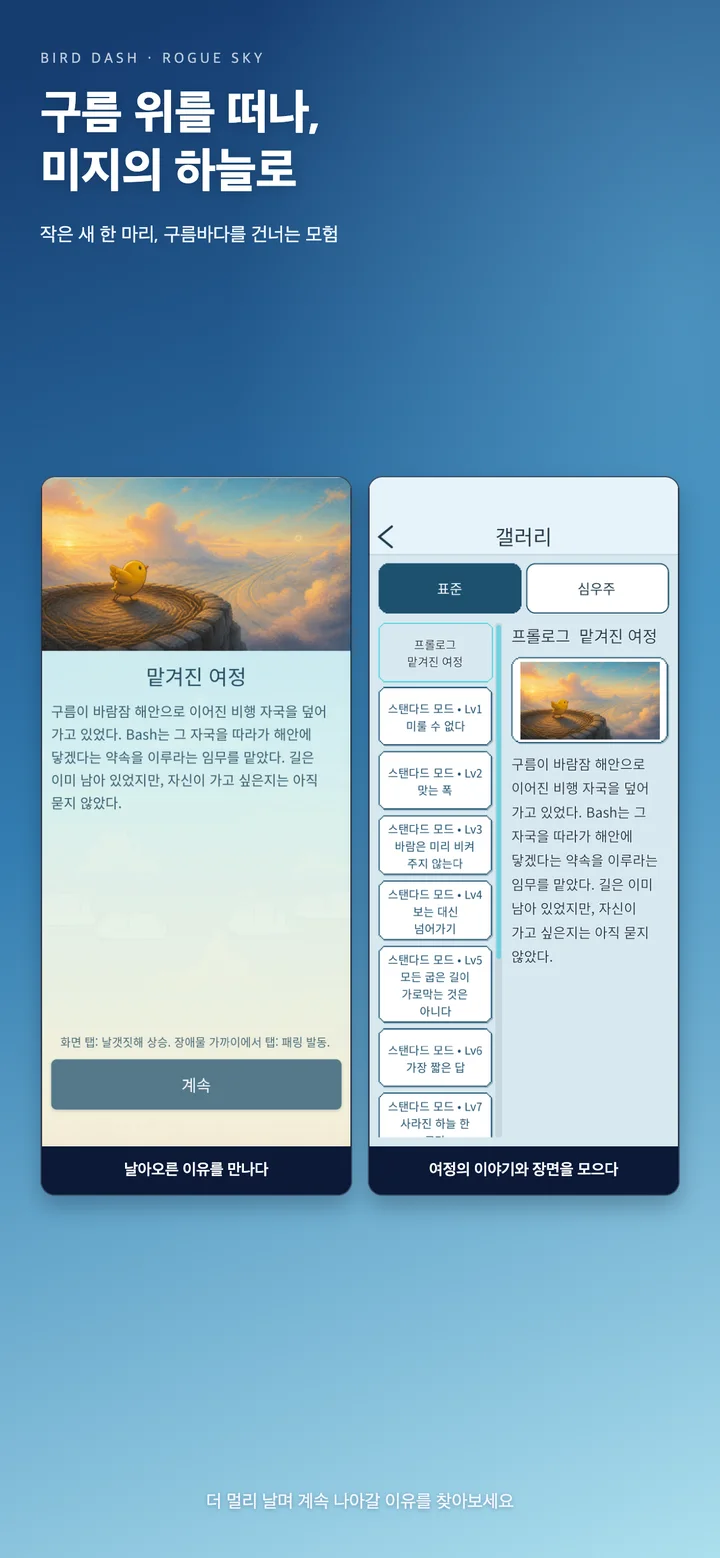 BIRD DASH · ROGUE SKY
구름 위를 떠나,
미지의 하늘로
작은 새 한 마리, 구름바다를 건너는 모험
맡겨진 여정
구름이 바람잠 해안으로 이어진 비행 자국을 덮어
가고 있었다. Bash는 그 자국을 따라가 해안에
닿겠다는 약속을 이루라는 임무를 맡았다. 길은
이미 남아 있었지만, 자신이 가고 싶은지는 아직
묻지 않았다.
화면 탭: 날갯짓해 상승. 장애물 가까이에서 탭: 패링 발동.
계속
날아오른 이유를 만나다
갤러리
표준
심우주
프롤로그
맡겨진 여정
스탠다드 모드 • Lv1
미룰 수 없다
스탠다드 모드 • Lv2
맞는 폭
스탠다드 모드 • Lv3
바람은 미리 비켜
주지 않는다
스탠다드 모드 • Lv4
보는 대신
넘어가기
스탠다드 모드 • Lv5
모든 굽은 길이
가로막는 것은
아니다
스탠다드 모드 • Lv6
가장 짧은 답
스탠다드 모드 • Lv7
사라진 하늘 한
프롤로그 맡겨진 여정
구름이 바람잠 해안으로
이어진 비행 자국을 덮어
가고 있었다. Bash는 그
자국을 따라가 해안에
닿겠다는 약속을 이루라는
임무를 맡았다. 길은 이미
남아 있었지만, 자신이
가고 싶은지는 아직 묻지
않았다.
여정의 이야기와 장면을 모으다
더 멀리 날며 계속 나아갈 이유를 찾아보세요